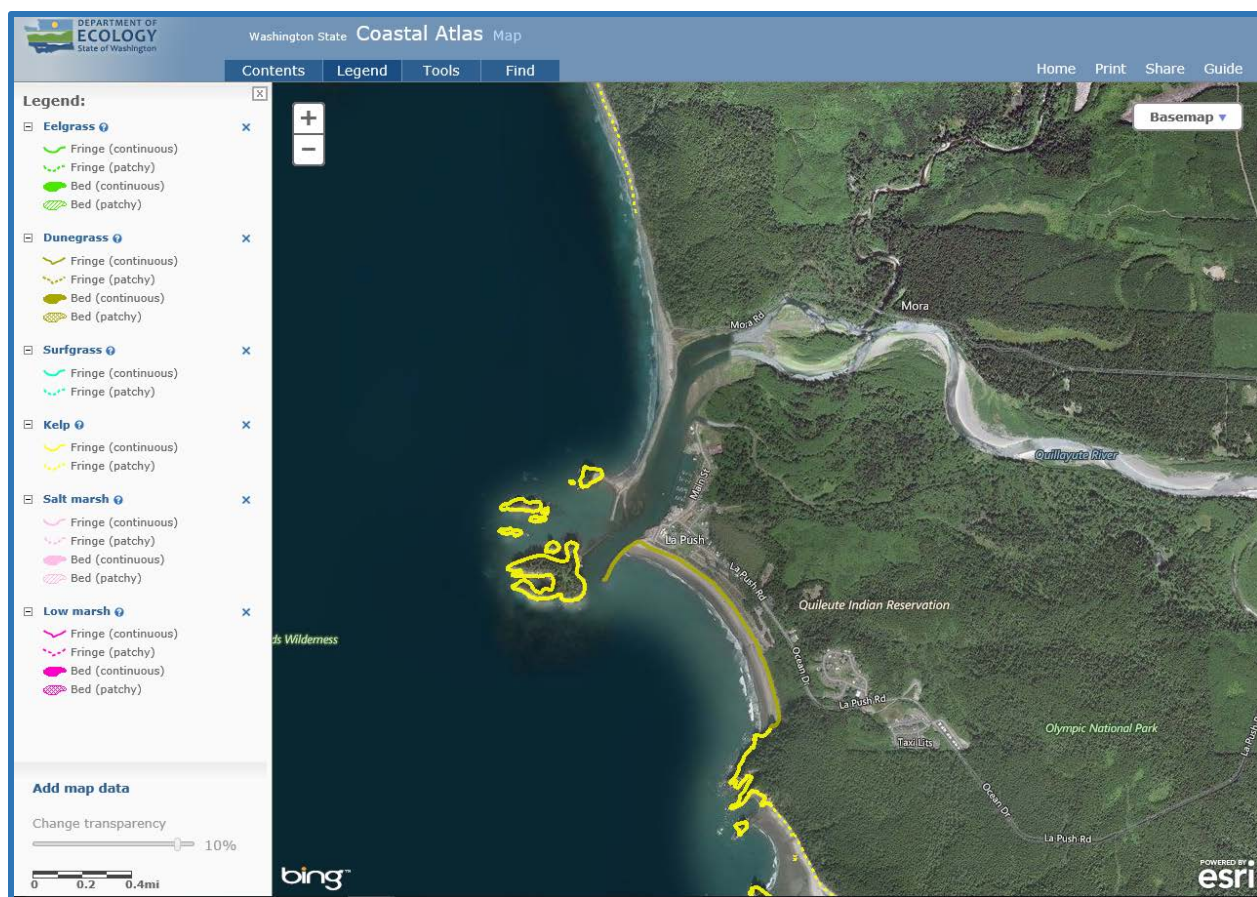 DEPARTMENT OF
ECOLOGY
State of Washington
Washington State Coastal Atlas Map
Contents Legend Tools Find
Home Print Share Guide
Legend:
Eelgrass
Fringe (continuous)
Fringe (patchy)
Bed (continuous)
Bed (patchy)
Dunegrass
Fringe (continuous)
Fringe (patchy)
Bed (continuous)
Bed (patchy)
Surfgrass
Fringe (continuous)
Fringe (patchy)
Kelp
Fringe (continuous)
Fringe (patchy)
Salt marsh
Fringe (continuous)
Fringe (patchy)
Bed (continuous)
Bed (patchy)
Low marsh
Fringe (continuous)
Fringe (patchy)
Bed (continuous)
Bed (patchy)
Add map data
Change transparency
10%
0 0.2 0.4mi
Basemap
Mora
Mora Rd
Quillayute River
Main St
La Push
La Push Rd
Quileute Indian Reservation
ds Wilderness
Ocean Dr
La Push Rd
Taxi Lits
Olympic National Park
La Push R
Ocean Dr
La Push Rd
bing
POWERED BY
esri